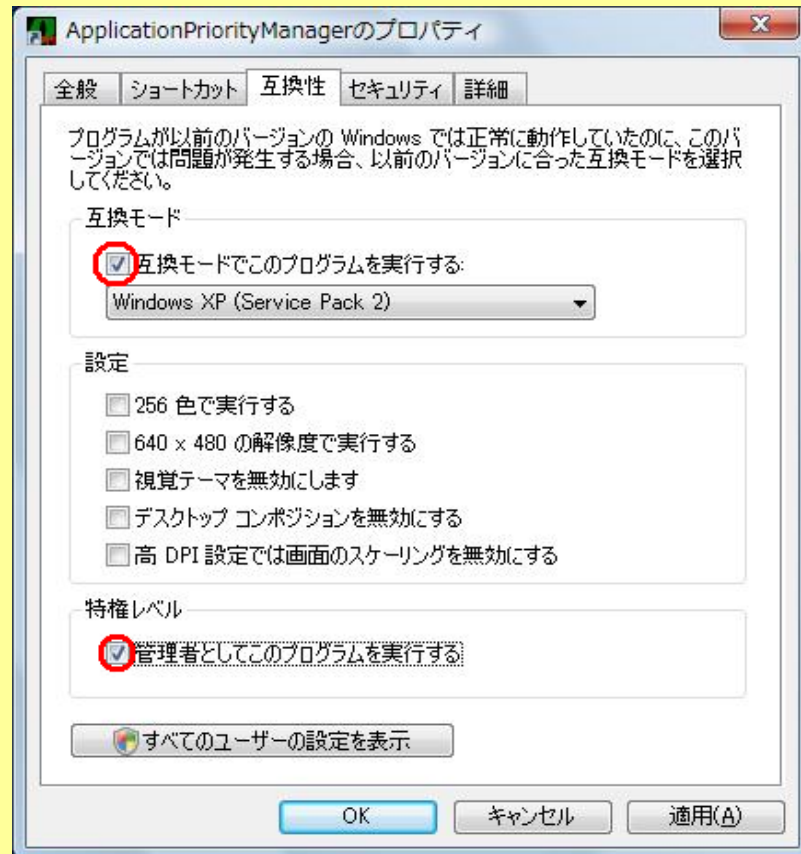 ApplicationPriorityManagerのプロパティ
全般 ショートカット 互換性 セキュリティ 詳細
プログラムが以前のバージョンの Windows では正常に動作していたのに、このバ
ージョンでは問題が発生する場合、以前のバージョンに合った互換モードを選択
してください。
互換モード
互換モードでこのプログラムを実行する:
Windows XP (Service Pack 2)
設定
256 色で実行する
640 x 480 の解像度で実行する
視覚テーマを無効にします
デスクトップ コンポジションを無効にする
高 DPI 設定では画面のスケーリングを無効にする
特権レベル
管理者としてこのプログラムを実行する
すべてのユーザーの設定を表示
OK キャンセル 適用(A)